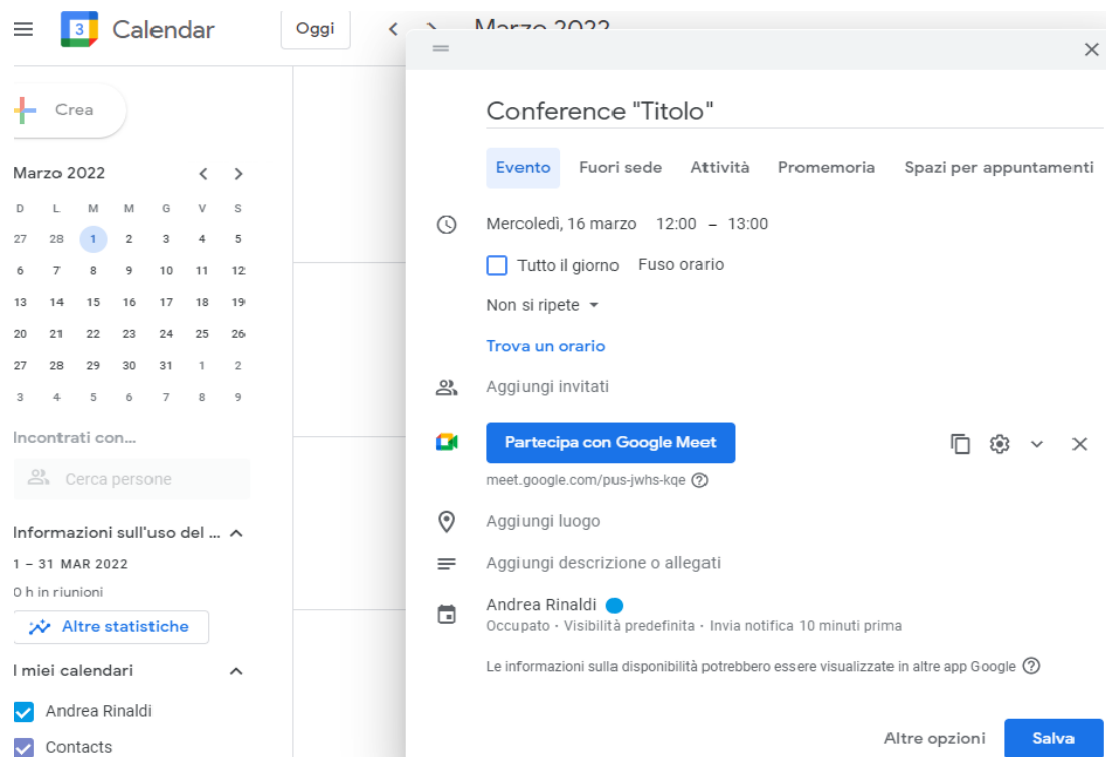 3 Calendar Oggi Marzo 2022
Crea
Marzo 2022
D L M M G V S
27 28 1 2 3 4 5
6 7 8 9 10 11 12
13 14 15 16 17 18 19
20 21 22 23 24 25 26
27 28 29 30 31 1 2
3 4 5 6 7 8 9
Incontrati con...
Cerca persone
Informazioni sull'uso del ...
1 – 31 MAR 2022
0 h in riunioni
Altre statistiche
I miei calendari
Andrea Rinaldi
Contacts
Conference "Titolo"
Evento Fuori sede Attività Promemoria Spazi per appuntamenti
Mercoledì, 16 marzo 12:00 – 13:00
Tutto il giorno Fuso orario
Non si ripete
Trova un orario
Aggiungi invitati
Partecipa con Google Meet
meet.google.com/pus-jwhs-kqe
Aggiungi luogo
Aggiungi descrizione o allegati
Andrea Rinaldi
Occupato · Visibilità predefinita · Invia notifica 10 minuti prima
Le informazioni sulla disponibilità potrebbero essere visualizzate in altre app Google
Altre opzioni Salva